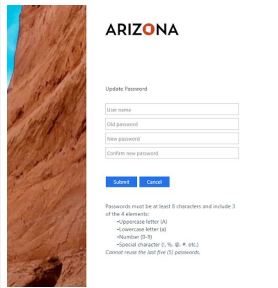 ARIZONA
Update Password
User name
Old password
New password
Confirm new password
Submit Cancel
Passwords must be at least 8 characters and include 3
of the 4 elements:
•Uppercase letter (A)
•Lowercase letter (a)
•Number (0-9)
•Special character (!, %, @, #, etc.)
Cannot reuse the last five (5) passwords.